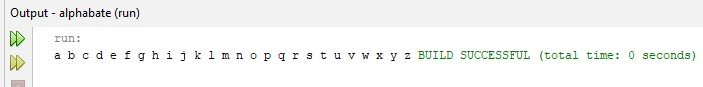 Output - alphabate (run)
run:
a b c d e f g h i j k l m n o p q r s t u v w x y z BUILD SUCCESSFUL (total time: 0 seconds)